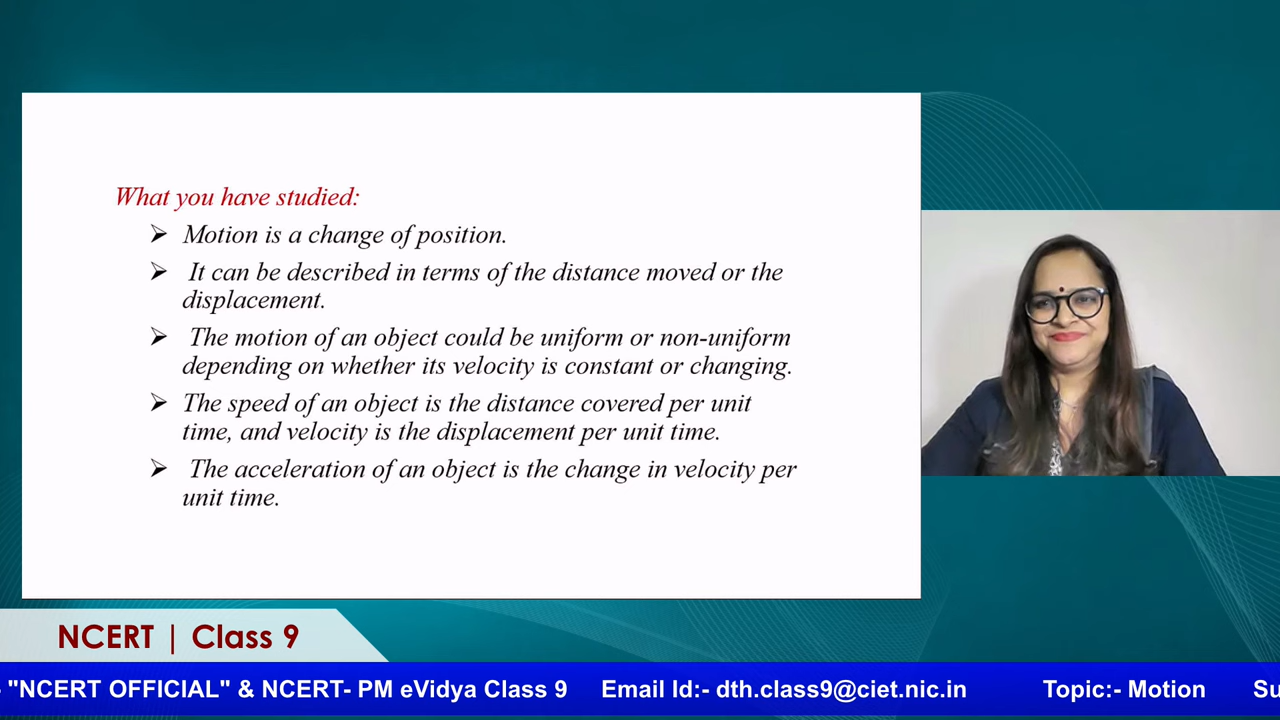 What you have studied:
➢ Motion is a change of position.
➢ It can be described in terms of the distance moved or the
displacement.
➢ The motion of an object could be uniform or non-uniform
depending on whether its velocity is constant or changing.
➢ The speed of an object is the distance covered per unit
time, and velocity is the displacement per unit time.
➢ The acceleration of an object is the change in velocity per
unit time.
NCERT | Class 9
"NCERT OFFICIAL" & NCERT- PM eVidya Class 9 Email Id:- dth.class9@ciet.nic.in Topic:- Motion Su